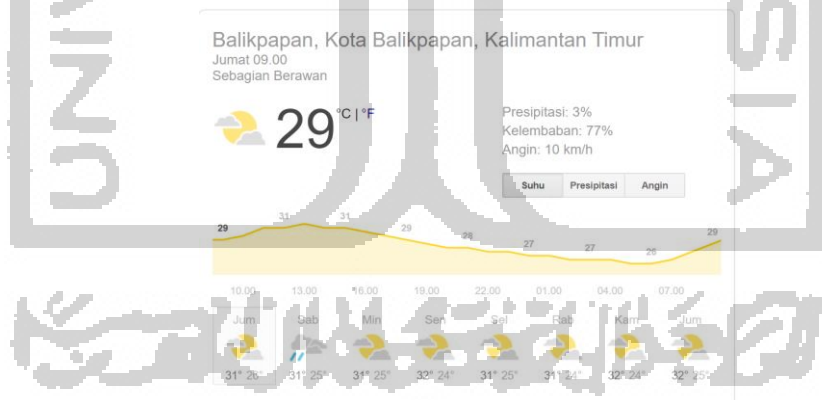 Balikpapan, Kota Balikpapan, Kalimantan Timur
Jumat 09.00
Sebagian Berawan
29 °C | °F
Presipitasi: 3%
Kelembaban: 77%
Angin: 10 km/h
Suhu Presipitasi Angin
29 31 31 29 28 27 27 26 29
10.00 13.00 16.00 19.00 22.00 01.00 04.00 07.00
Jum Sab Min Sen Sel Rab Kam Jum
31° 26° 31° 25° 31° 25° 32° 24° 31° 25° 31° 24° 32° 24° 32° 25°